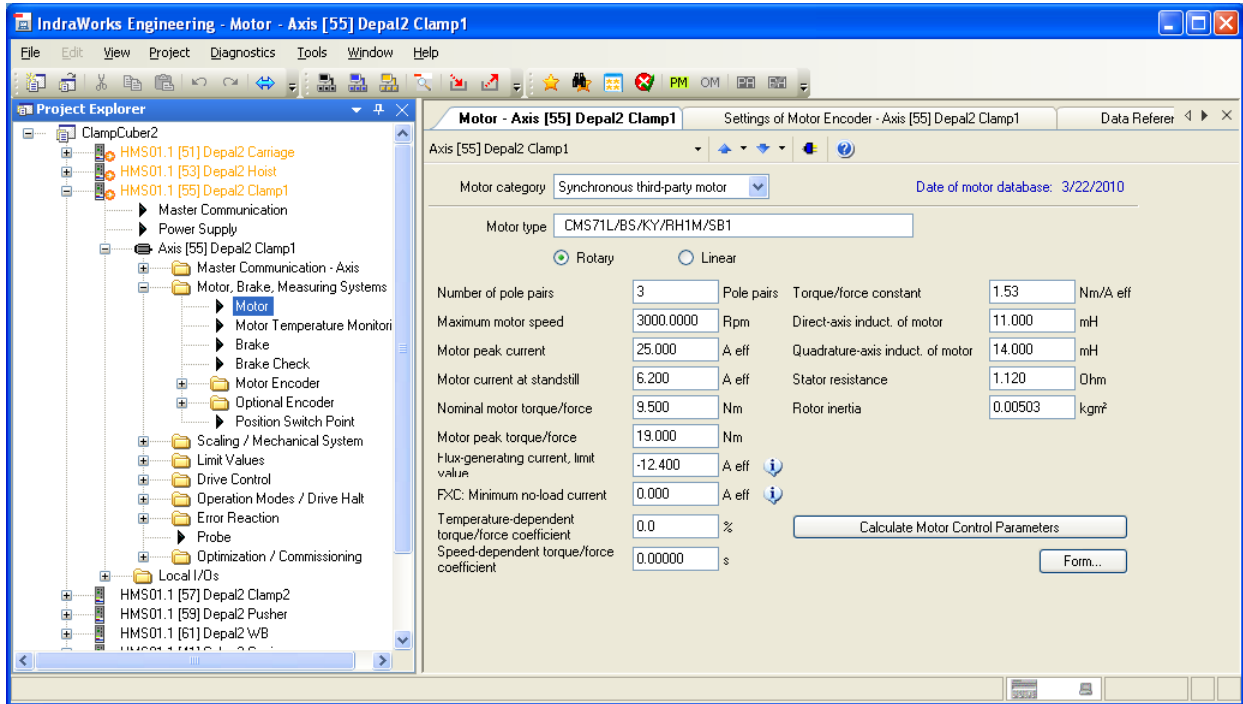 IndraWorks Engineering - Motor - Axis [55] Depal2 Clamp1
File Edit View Project Diagnostics Tools Window Help
PM OM
Project Explorer
ClampCuber2
HMS01.1 [51] Depal2 Carriage
HMS01.1 [53] Depal2 Hoist
HMS01.1 [55] Depal2 Clamp1
Master Communication
Power Supply
Axis [55] Depal2 Clamp1
Master Communication - Axis
Motor, Brake, Measuring Systems
Motor
Motor Temperature Monitori
Brake
Brake Check
Motor Encoder
Optional Encoder
Position Switch Point
Scaling / Mechanical System
Limit Values
Drive Control
Operation Modes / Drive Halt
Error Reaction
Probe
Optimization / Commissioning
Local I/Os
HMS01.1 [57] Depal2 Clamp2
HMS01.1 [59] Depal2 Pusher
HMS01.1 [61] Depal2 WB
Motor - Axis [55] Depal2 Clamp1 Settings of Motor Encoder - Axis [55] Depal2 Clamp1 Data Referer
Axis [55] Depal2 Clamp1
Motor category Synchronous third-party motor Date of motor database: 3/22/2010
Motor type CMS71L/BS/KY/RH1M/SB1
Rotary Linear
Number of pole pairs 3 Pole pairs Torque/force constant 1.53 Nm/A eff
Maximum motor speed 3000.0000 Rpm Direct-axis induct. of motor 11.000 mH
Motor peak current 25.000 A eff Quadrature-axis induct. of motor 14.000 mH
Motor current at standstill 6.200 A eff Stator resistance 1.120 Ohm
Nominal motor torque/force 9.500 Nm Rotor inertia 0.00503 kgm²
Motor peak torque/force 19.000 Nm
Flux-generating current, limit value -12.400 A eff
FXC: Minimum no-load current 0.000 A eff
Temperature-dependent torque/force coefficient 0.0 % Calculate Motor Control Parameters
Speed-dependent torque/force coefficient 0.00000 s Form...